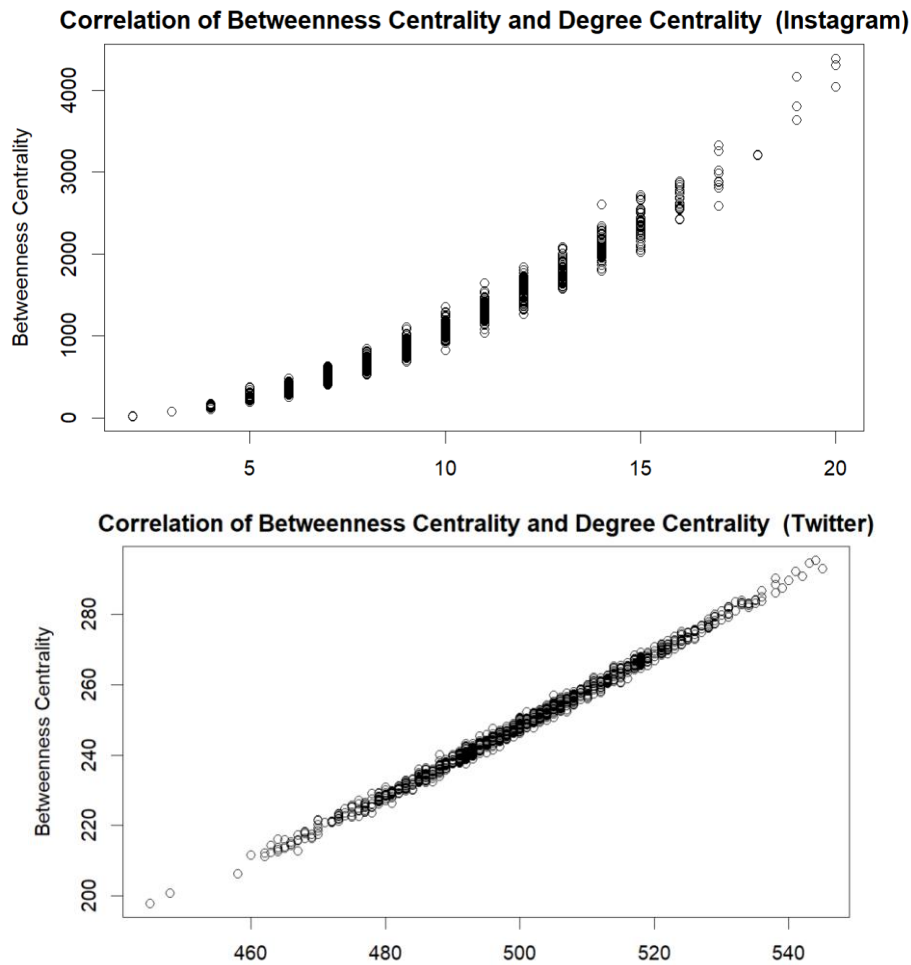 Correlation of Betweenness Centrality and Degree Centrality (Instagram)
Betweenness Centrality
4000
3000
2000
1000
0
5 10 15 20
Correlation of Betweenness Centrality and Degree Centrality (Twitter)
Betweenness Centrality
280
260
240
220
200
460 480 500 520 540